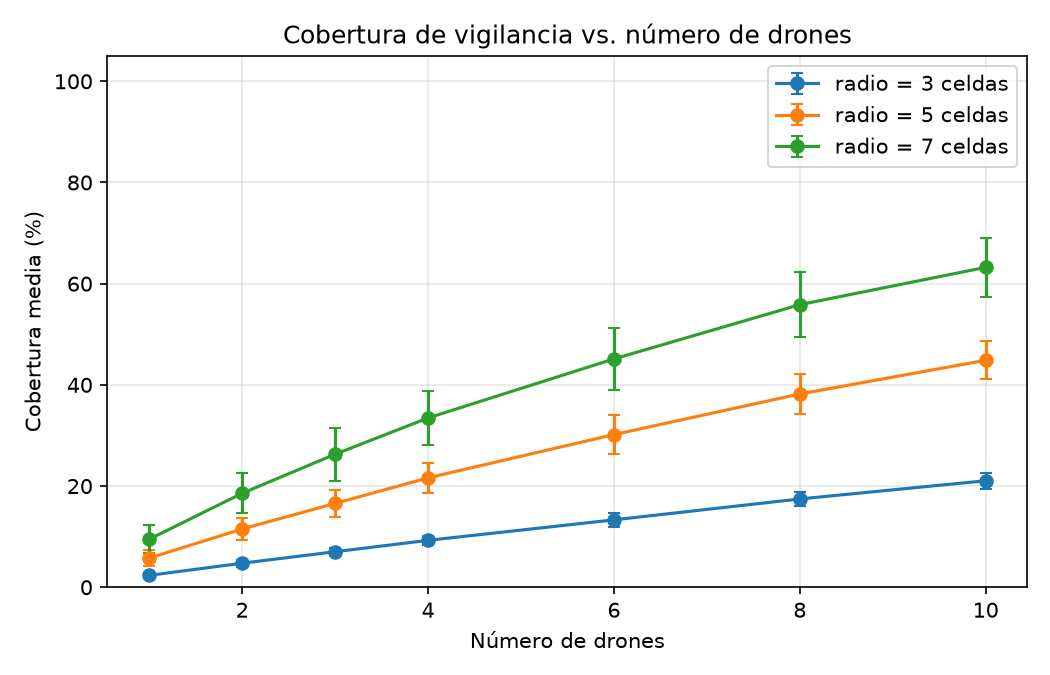 Cobertura de vigilancia vs. número de drones
100
80
60
40
20
0
Cobertura media (%)
radio = 3 celdas
radio = 5 celdas
radio = 7 celdas
2 4 6 8 10
Número de drones